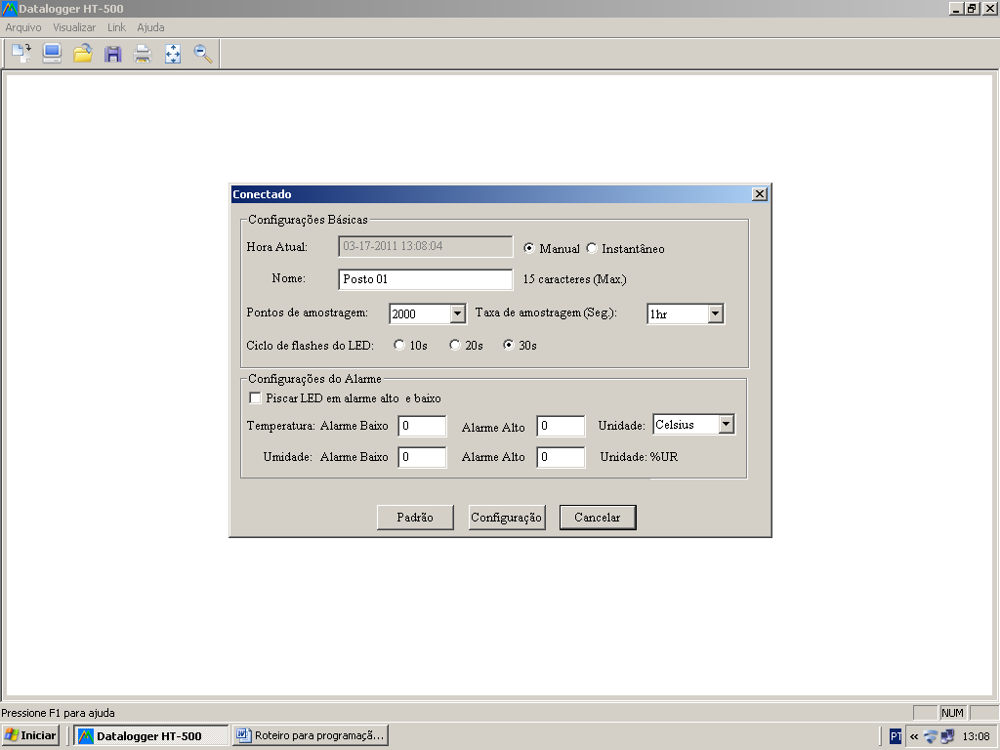 Datalogger HT-500
Arquivo Visualizar Link Ajuda
Conectado
Configurações Básicas
Hora Atual: 03-17-2011 13:08:04 Manual Instantâneo
Nome: Posto 01 15 caracteres (Max.)
Pontos de amostragem: 2000 Taxa de amostragem (Seg.): 1hr
Ciclo de flashes do LED: 10s 20s 30s
Configurações do Alarme
Piscar LED em alarme alto e baixo
Temperatura: Alarme Baixo 0 Alarme Alto 0 Unidade: Celsius
Umidade: Alarme Baixo 0 Alarme Alto 0 Unidade: %UR
Padrão Configuração Cancelar
Pressione F1 para ajuda NUM
Iniciar Datalogger HT-500 Roteiro para programaçã... PT « 13:08